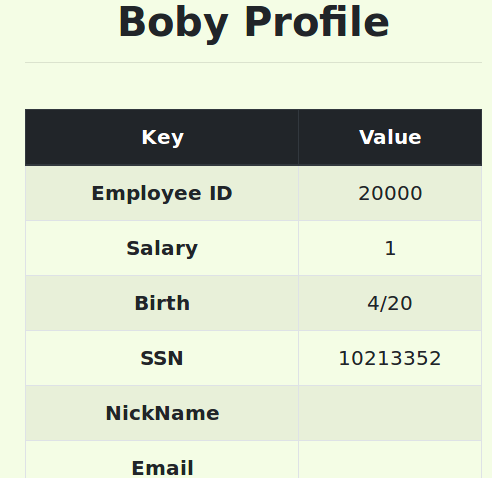 Boby Profile
Key Value
Employee ID 20000
Salary 1
Birth 4/20
SSN 10213352
NickName
Email